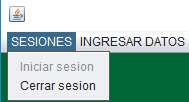 SESIONES INGRESAR DATOS
Iniciar sesion
Cerrar sesion